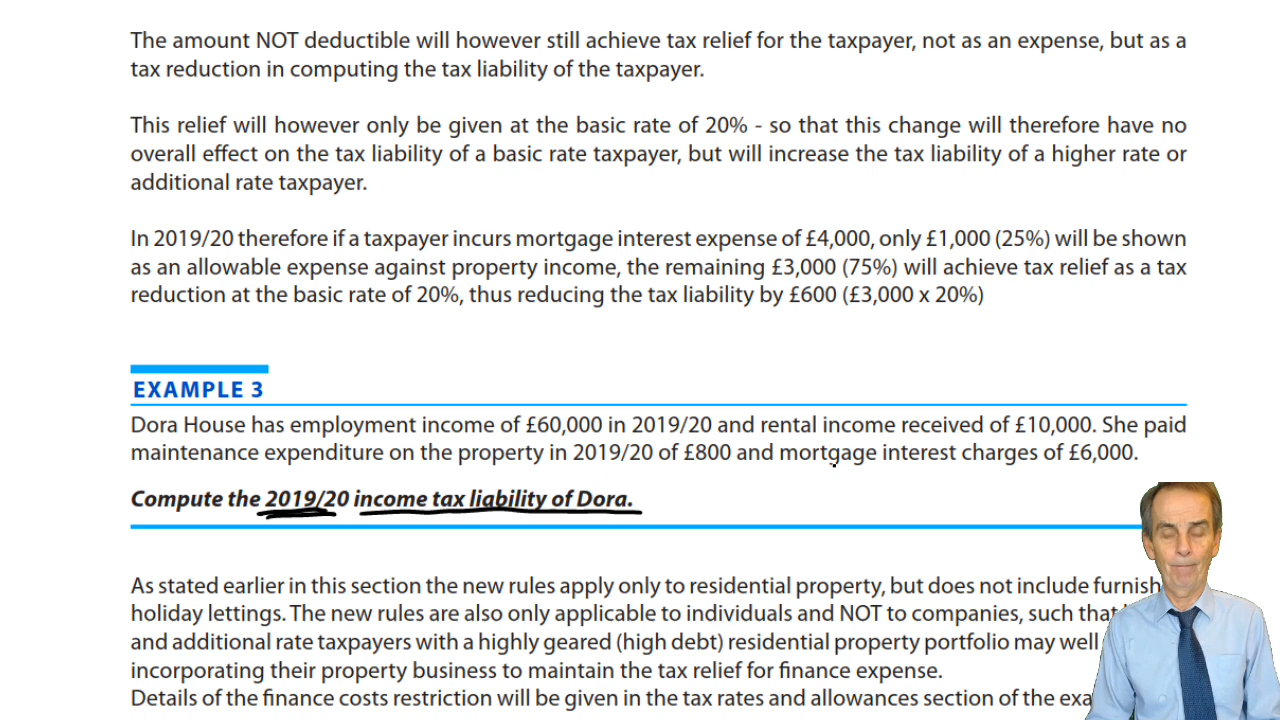 The amount NOT deductible will however still achieve tax relief for the taxpayer, not as an expense, but as a
tax reduction in computing the tax liability of the taxpayer.
This relief will however only be given at the basic rate of 20% - so that this change will therefore have no
overall effect on the tax liability of a basic rate taxpayer, but will increase the tax liability of a higher rate or
additional rate taxpayer.
In 2019/20 therefore if a taxpayer incurs mortgage interest expense of £4,000, only £1,000 (25%) will be shown
as an allowable expense against property income, the remaining £3,000 (75%) will achieve tax relief as a tax
reduction at the basic rate of 20%, thus reducing the tax liability by £600 (£3,000 x 20%)
EXAMPLE 3
Dora House has employment income of £60,000 in 2019/20 and rental income received of £10,000. She paid
maintenance expenditure on the property in 2019/20 of £800 and mortgage interest charges of £6,000.
Compute the 2019/20 income tax liability of Dora.
As stated earlier in this section the new rules apply only to residential property, but does not include furnish
holiday lettings. The new rules are also only applicable to individuals and NOT to companies, such that
and additional rate taxpayers with a highly geared (high debt) residential property portfolio may well
incorporating their property business to maintain the tax relief for finance expense.
Details of the finance costs restriction will be given in the tax rates and allowances section of the exa